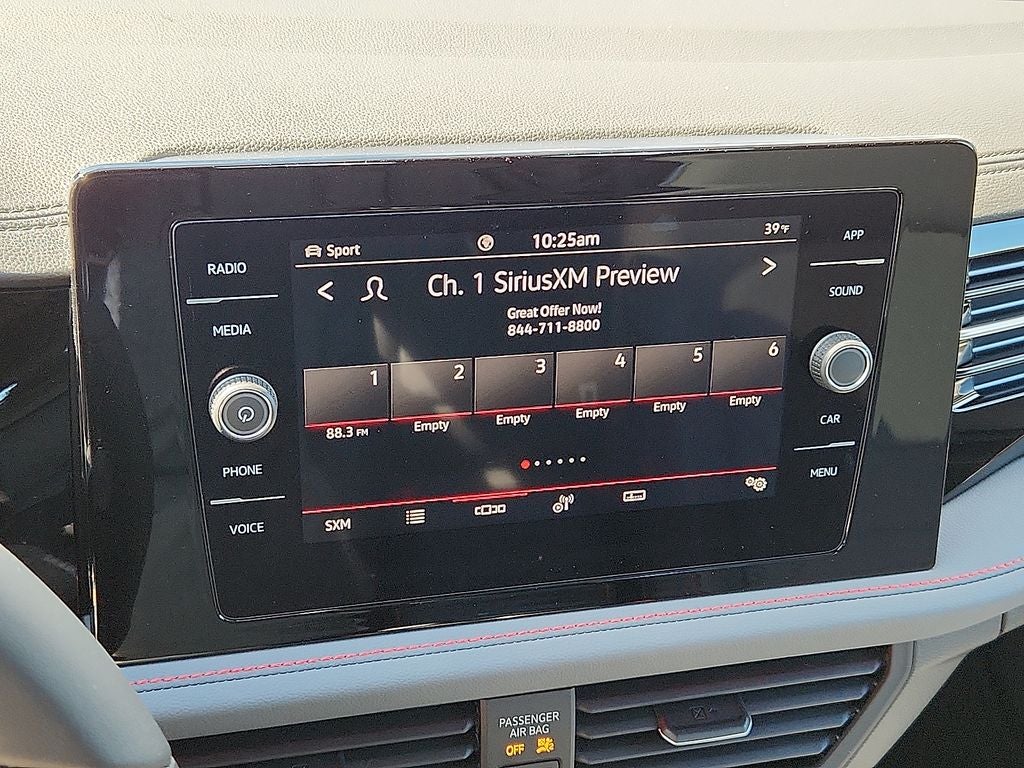 Sport
10:25am
39°F
Ch. 1 SiriusXM Preview
Great Offer Now!
844-711-8800
1
2
3
4
5
6
88.3 FM
Empty
Empty
Empty
Empty
Empty
SXM
RADIO
MEDIA
PHONE
VOICE
APP
SOUND
CAR
MENU
PASSENGER
AIR BAG
OFF